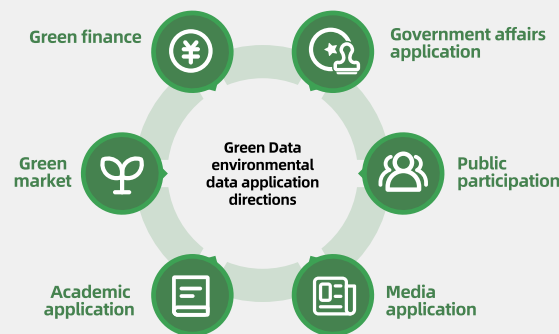 Green finance
Government affairs
application
Green
market
Green Data
environmental
data application
directions
Public
participation
Academic
application
Media
application